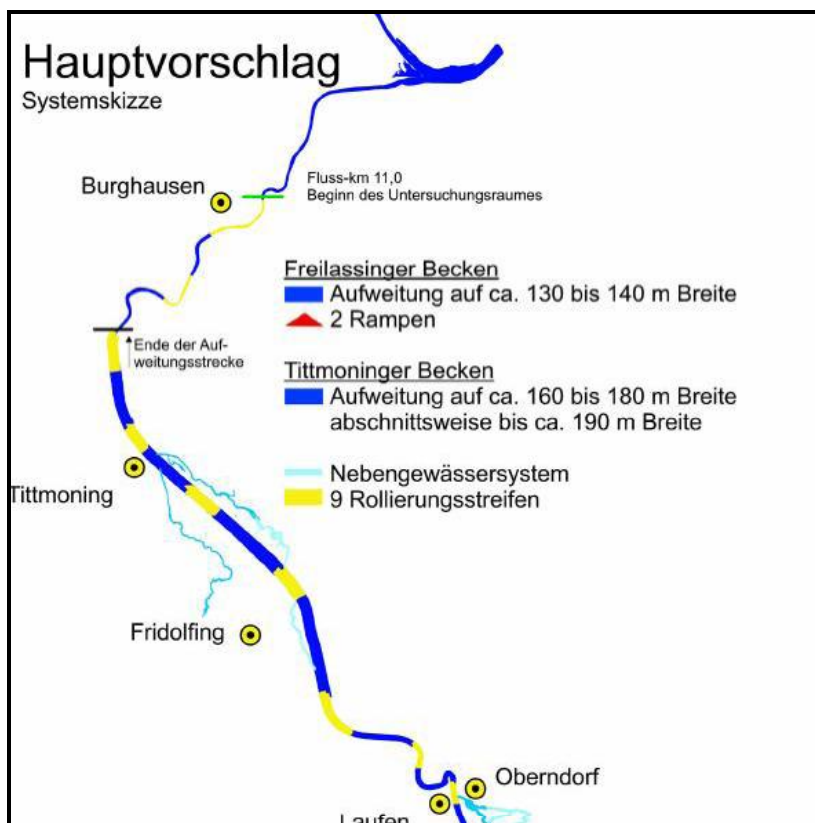 Hauptvorschlag
Systemskizze
Burghausen
Fluss-km 11,0
Beginn des Untersuchungsraumes
Freilassinger Becken
Aufweitung auf ca. 130 bis 140 m Breite
2 Rampen
Ende der Auf-
weitungsstrecke
Tittmoninger Becken
Aufweitung auf ca. 160 bis 180 m Breite
abschnittsweise bis ca. 190 m Breite
Nebengewässersystem
9 Rollierungsstreifen
Tittmoning
Fridolfing
Oberndorf
Laufen